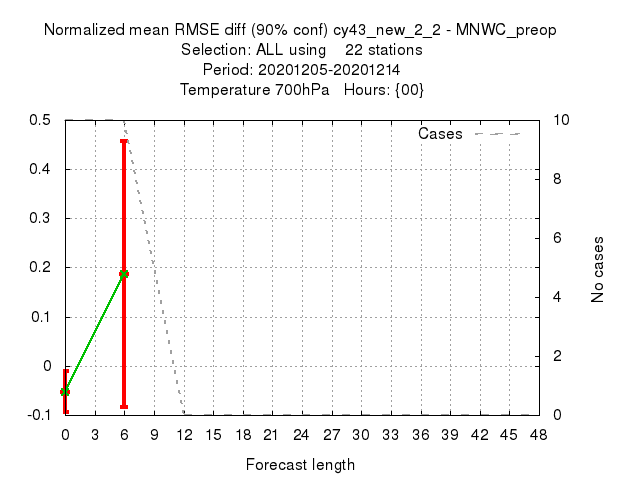 Normalized mean RMSE diff (90% conf) cy43_new_2_2 - MNWC_preop
Selection: ALL using 22 stations
Period: 20201205-20201214
Temperature 700hPa Hours: {00}
Cases
0.5
0.4
0.3
0.2
0.1
0
-0.1
10
8
6
4
2
0
No cases
0 3 6 9 12 15 18 21 24 27 30 33 36 39 42 45 48
Forecast length